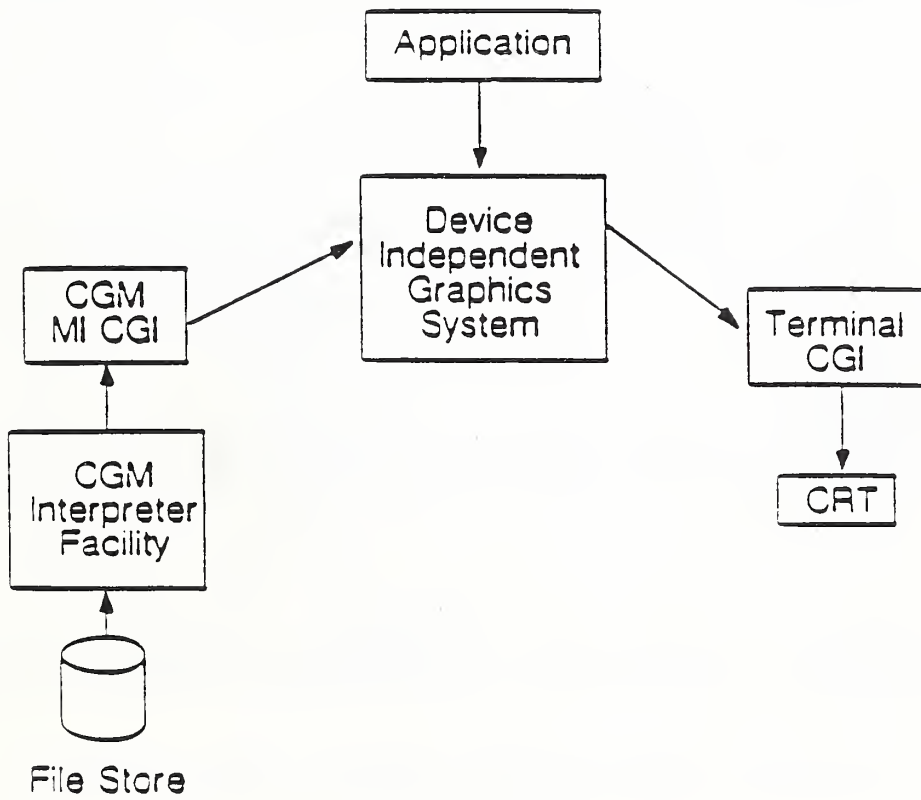 Application
Device
Independent
Graphics
System
CGM
MI CGI
Terminal
CGI
CGM
Interpreter
Facility
CRT
File Store